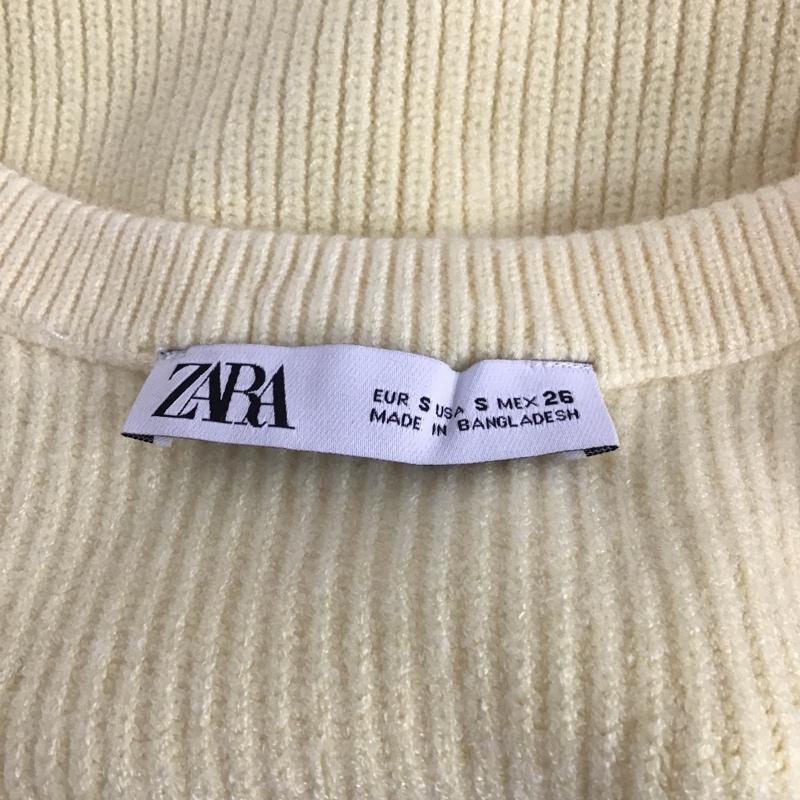 ZARA
EUR S USA S MEX 26
MADE IN BANGLADESH